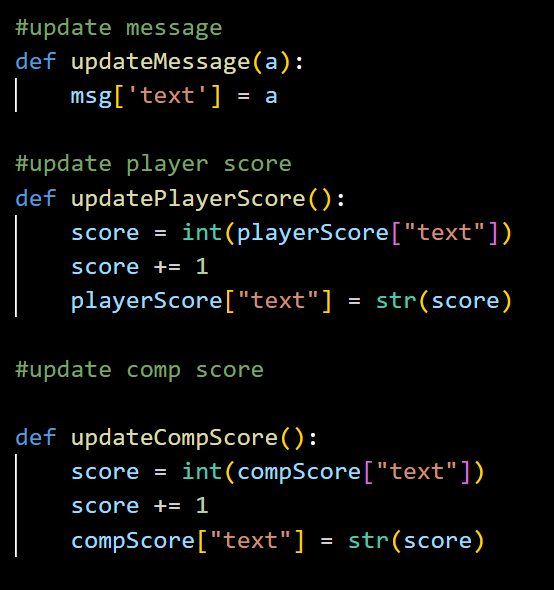 #update message
def updateMessage(a):
    msg['text'] = a
#update player score
def updatePlayerScore():
    score = int(playerScore["text"])
    score += 1
    playerScore["text"] = str(score)
#update comp score
def updateCompScore():
    score = int(compScore["text"])
    score += 1
    compScore["text"] = str(score)